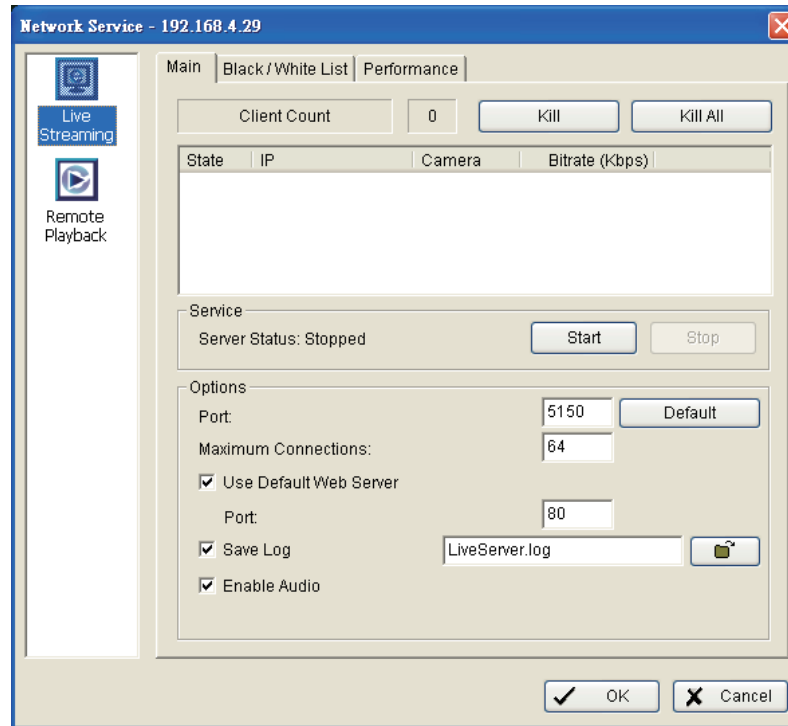 Network Service - 192.168.4.29
Live
Streaming
Remote
Playback
Main
Black / White List
Performance
Client Count
0
Kill
Kill All
State IP Camera Bitrate (Kbps)
Service
Server Status: Stopped
Start
Stop
Options
Port: 5150 Default
Maximum Connections: 64
Use Default Web Server
Port: 80
Save Log LiveServer.log
Enable Audio
OK
Cancel